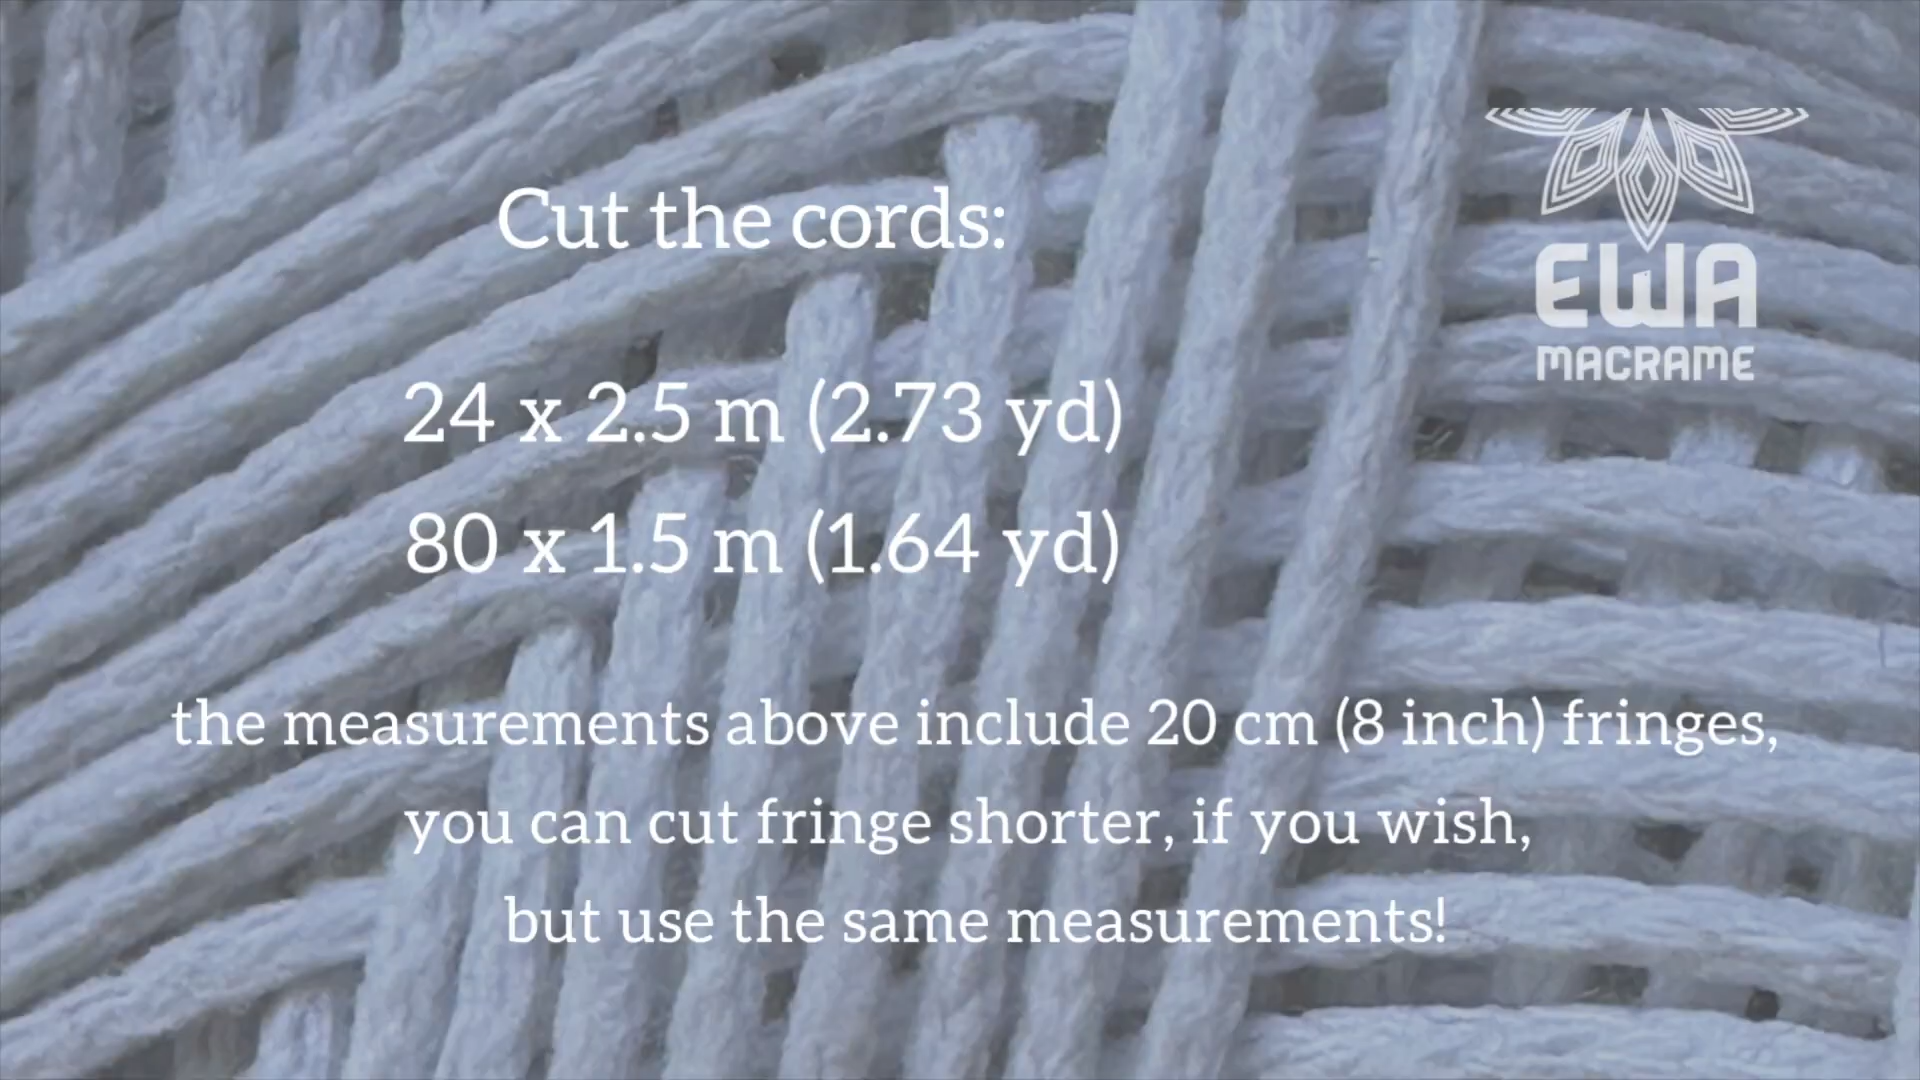 Cut the cords:
EWA
MACRAME
24 x 2.5 m (2.73 yd)
80 x 1.5 m (1.64 yd)
the measurements above include 20 cm (8 inch) fringes,
you can cut fringe shorter, if you wish,
but use the same measurements!